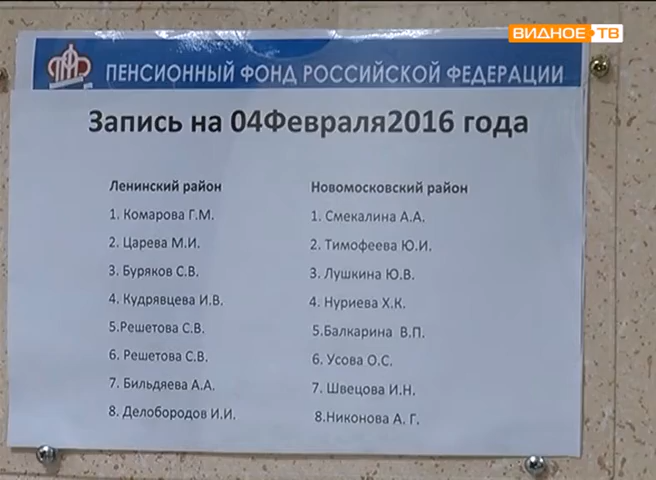 ВИДНОЕ ТВ
ПЕНСИОННЫЙ ФОНД РОССИЙСКОЙ ФЕДЕРАЦИИ
Запись на 04Февраля2016 года
Ленинский район
1. Комарова Г.М.
2. Царева М.И.
3. Буряков С.В.
4. Кудрявцева И.В.
5.Решетова С.В.
6. Решетова С.В.
7. Бильдяева А.А.
8. Делобородов И.И.
Новомосковский район
1. Смекалина А.А.
2. Тимофеева Ю.И.
3. Лушкина Ю.В.
4. Нуриева Х.К.
5.Балкарина В.П.
6. Усова О.С.
7. Швецова И.Н.
8.Никонова А. Г.